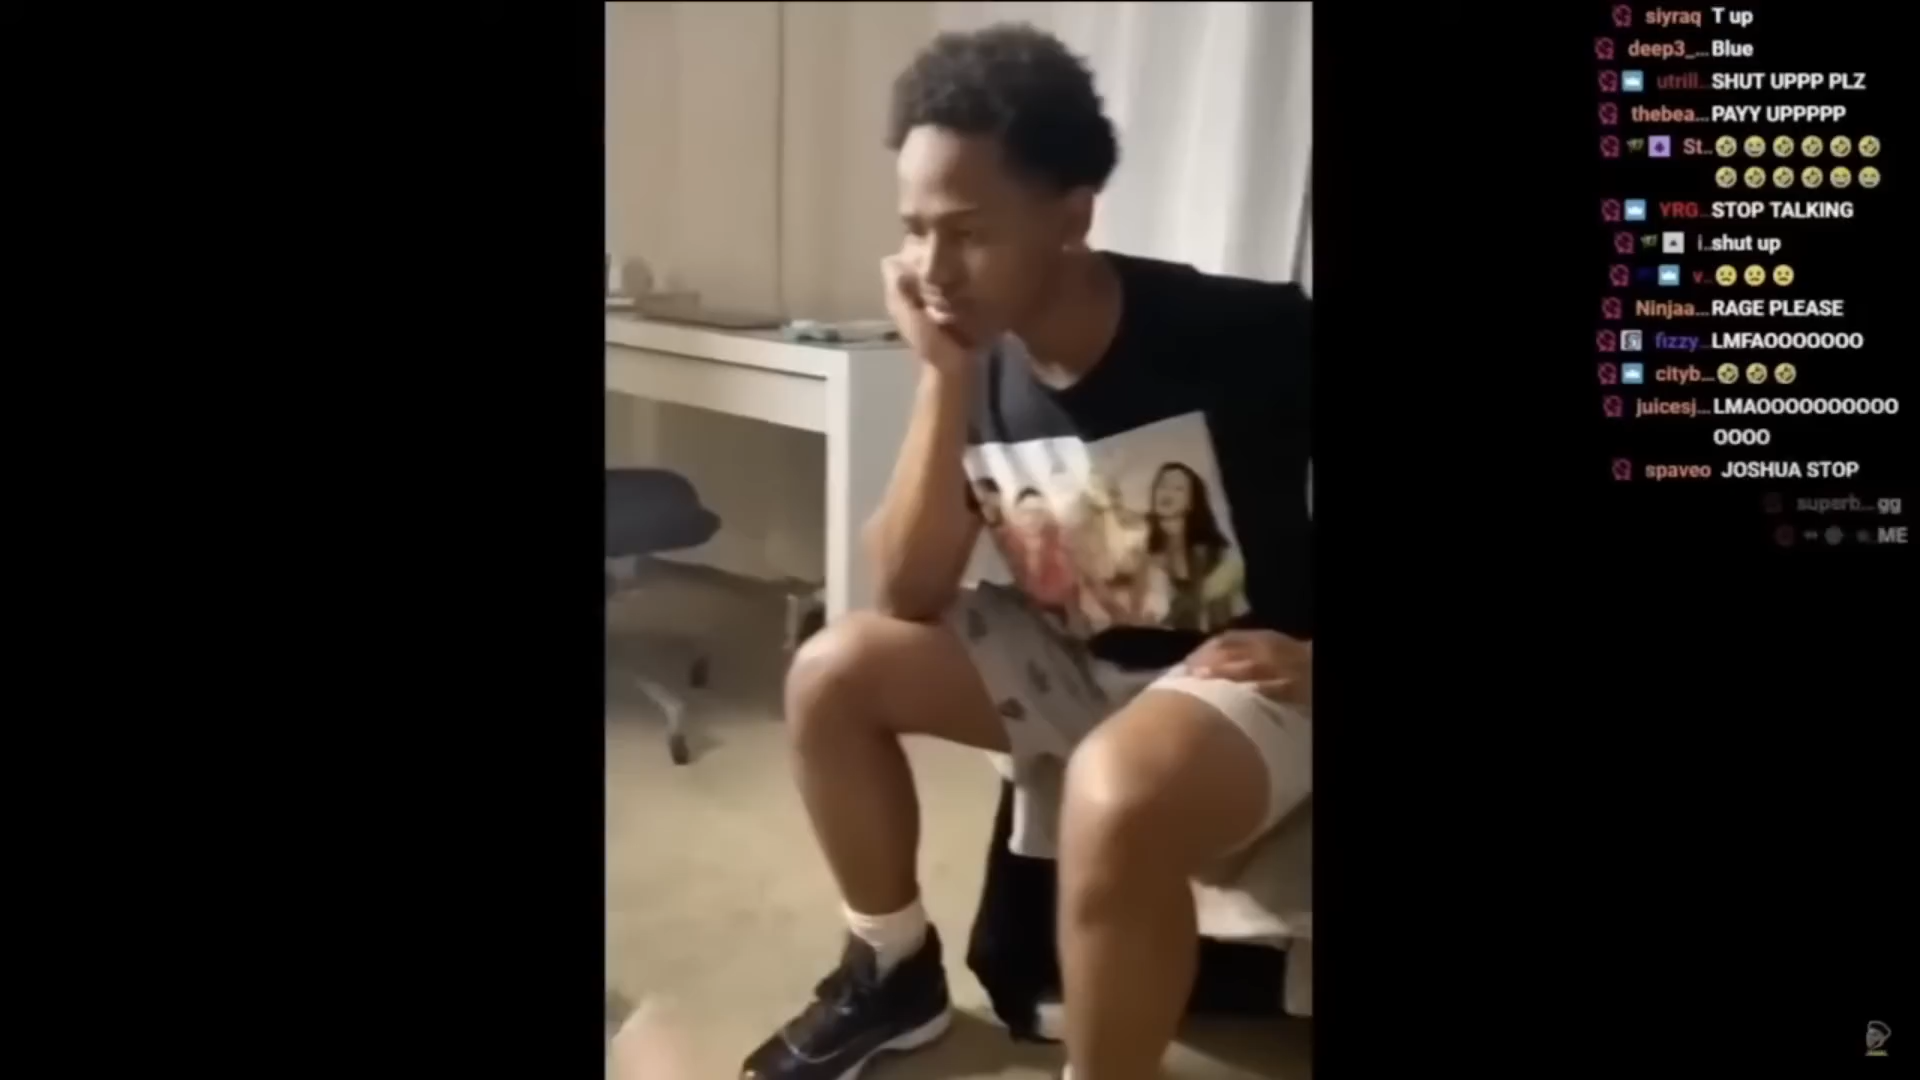 siyraq T up
deep3_... Blue
utrill.. SHUT UPPP PLZ
thebea... PAYY UPPPPP
St.. 🤣😆🤣🤣🤣🤣
🤣🤣🤣🤣😆😆
YRG.. STOP TALKING
i.. shut up
v.. ☹️☹️☹️
Ninjaa... RAGE PLEASE
fizzy.. LMFAOOOOOOO
cityb... 🤣🤣🤣
juicesj... LMAOOOOOOOOOO
OOOO
spaveo JOSHUA STOP
superb... gg
ME